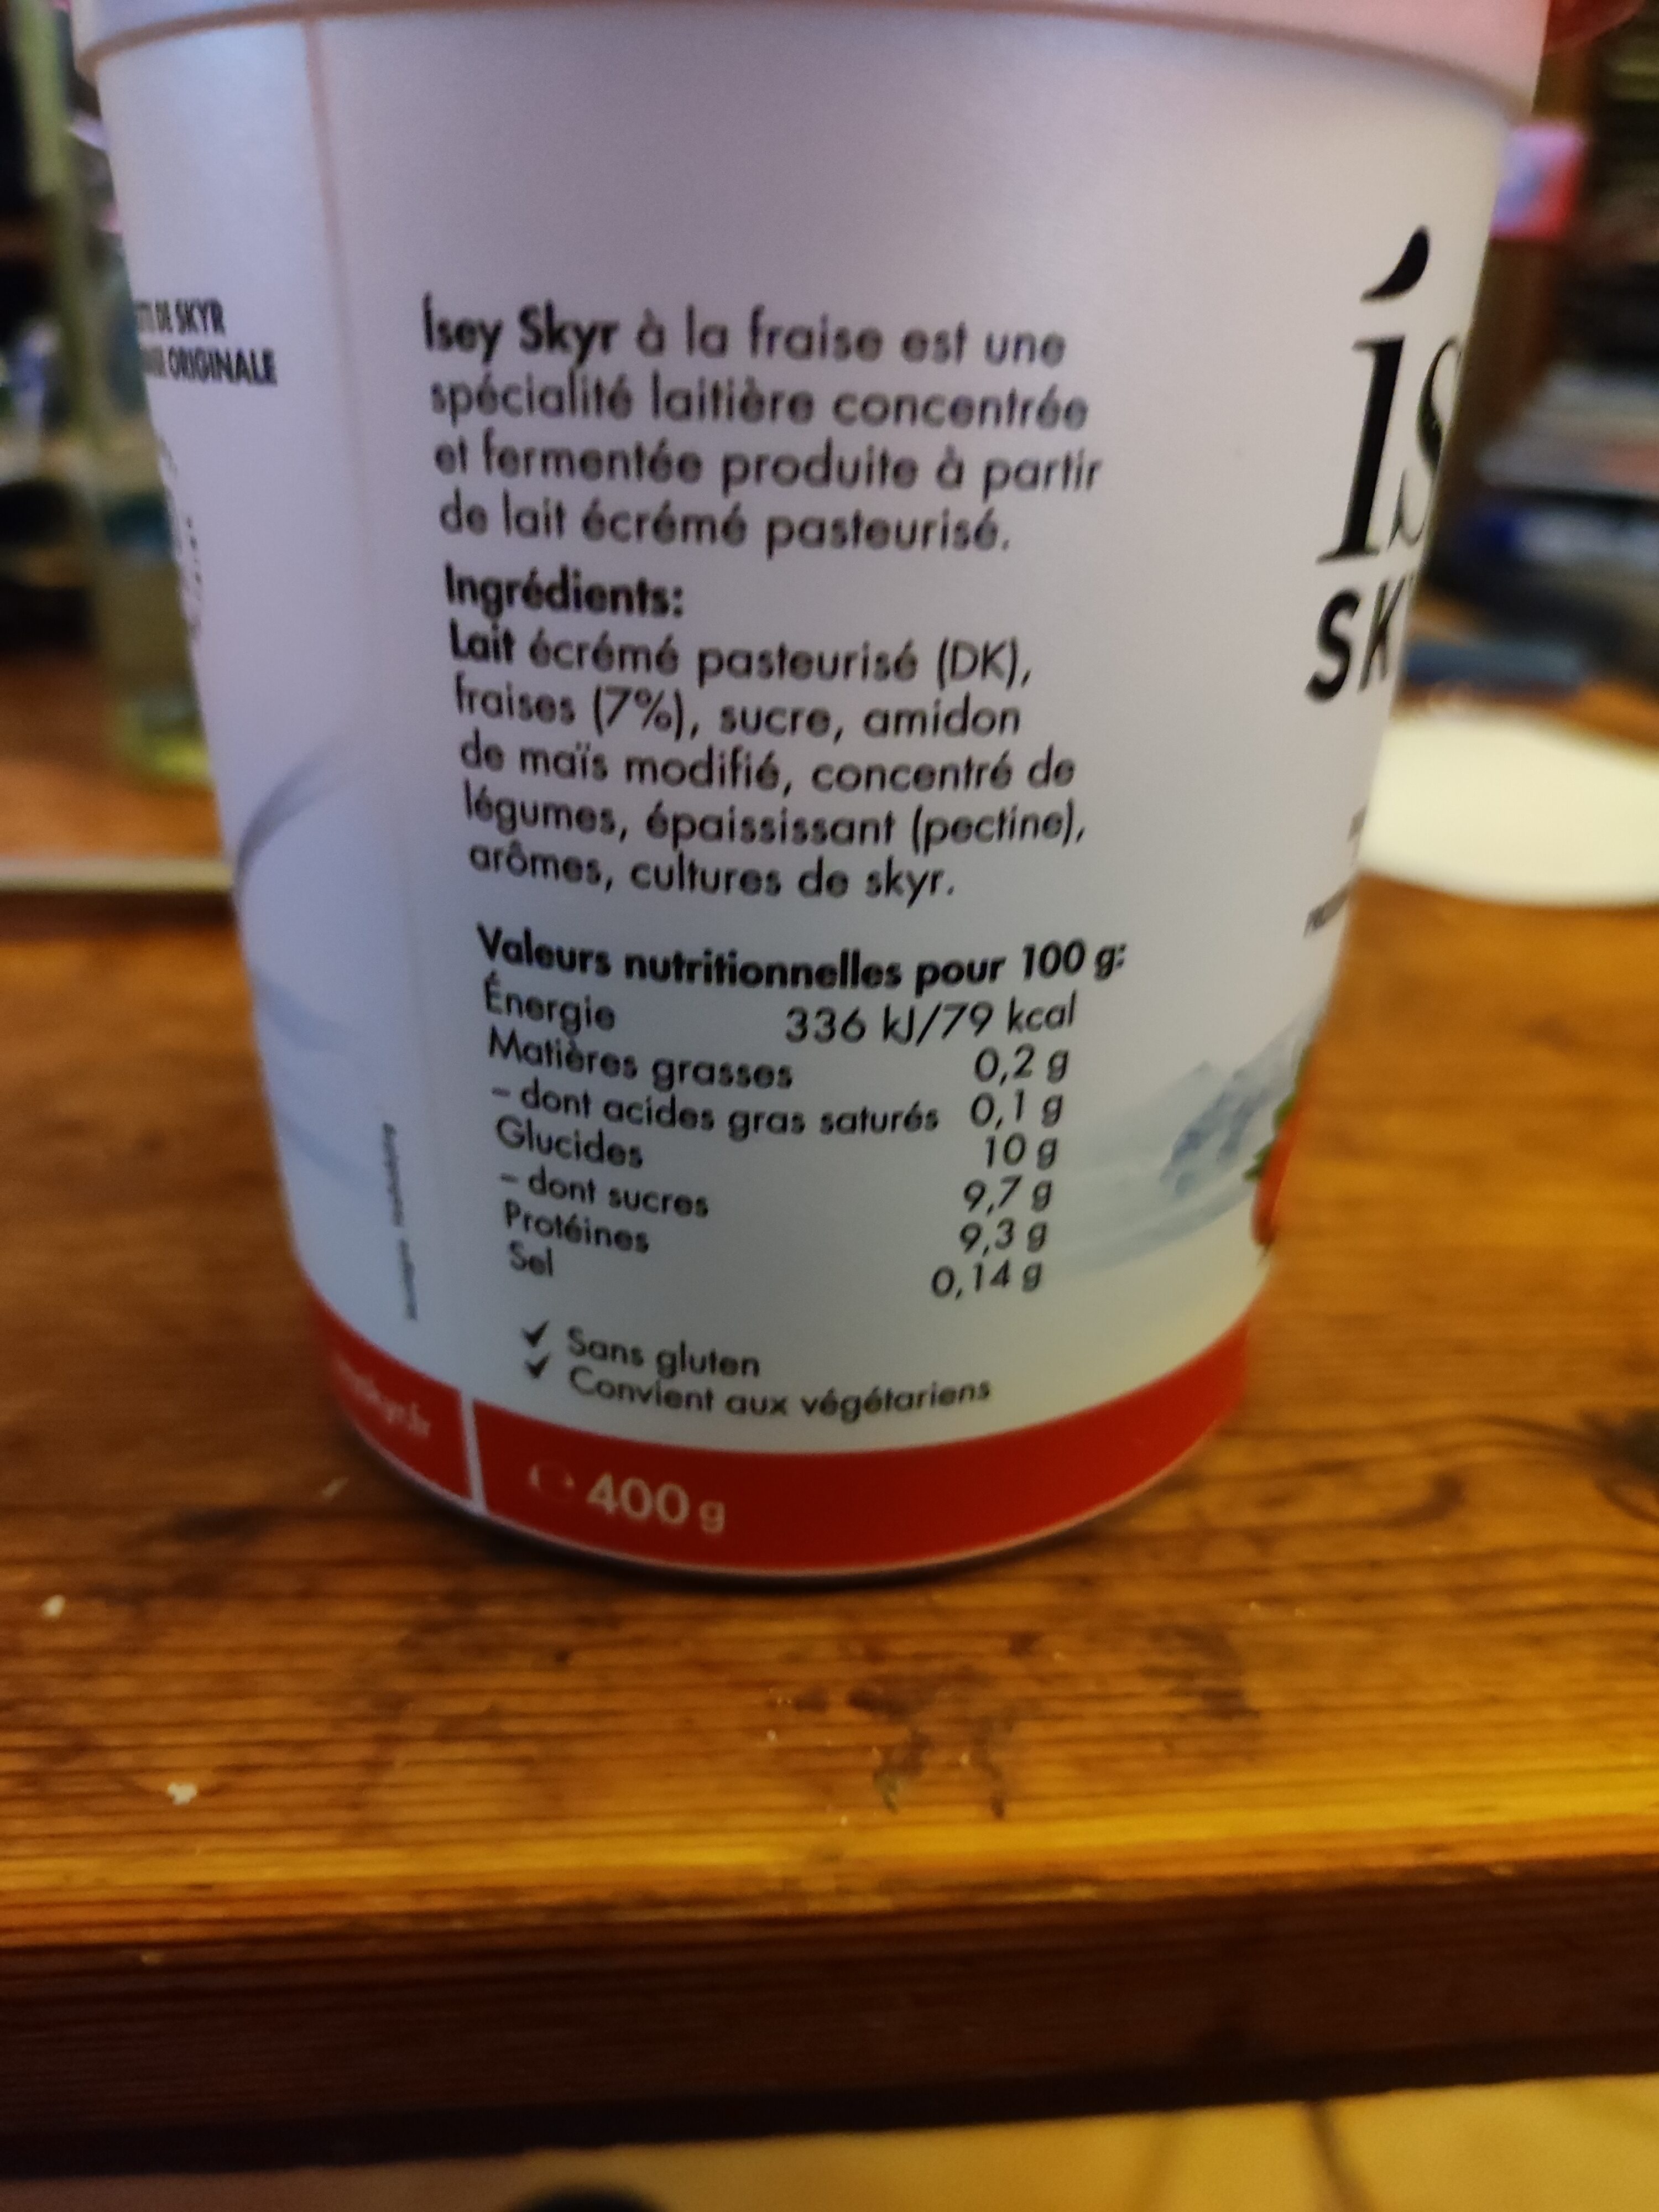 DE SKYR
ORIGINALE
Ísey Skyr à la fraise est une
spécialité laitière concentrée
et fermentée produite à partir
de lait écrémé pasteurisé.
Ingrédients:
Lait écrémé pasteurisé (DK),
fraises (7%), sucre, amidon
de maïs modifié, concentré de
légumes, épaississant (pectine),
arômes, cultures de skyr.
Valeurs nutritionnelles pour 100 g:
Énergie 336 kJ/79 kcal
Matières grasses 0,2 g
– dont acides gras saturés 0,1 g
Glucides 10 g
– dont sucres 9,7 g
Protéines 9,3 g
Sel 0,14 g
✓ Sans gluten
✓ Convient aux végétariens
℮ 400 g
ÍS
SK